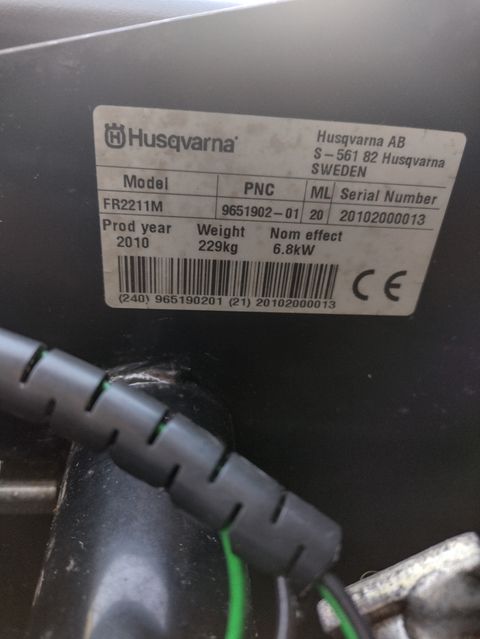 Husqvarna
Husqvarna AB
S-561 82 Husqvarna
SWEDEN
Model PNC ML Serial Number
FR2211M 9651902-01 20 20102000013
Prod year Weight Nom effect
2010 229kg 6.8kW
(240) 965190201 (21) 20102000013
CE